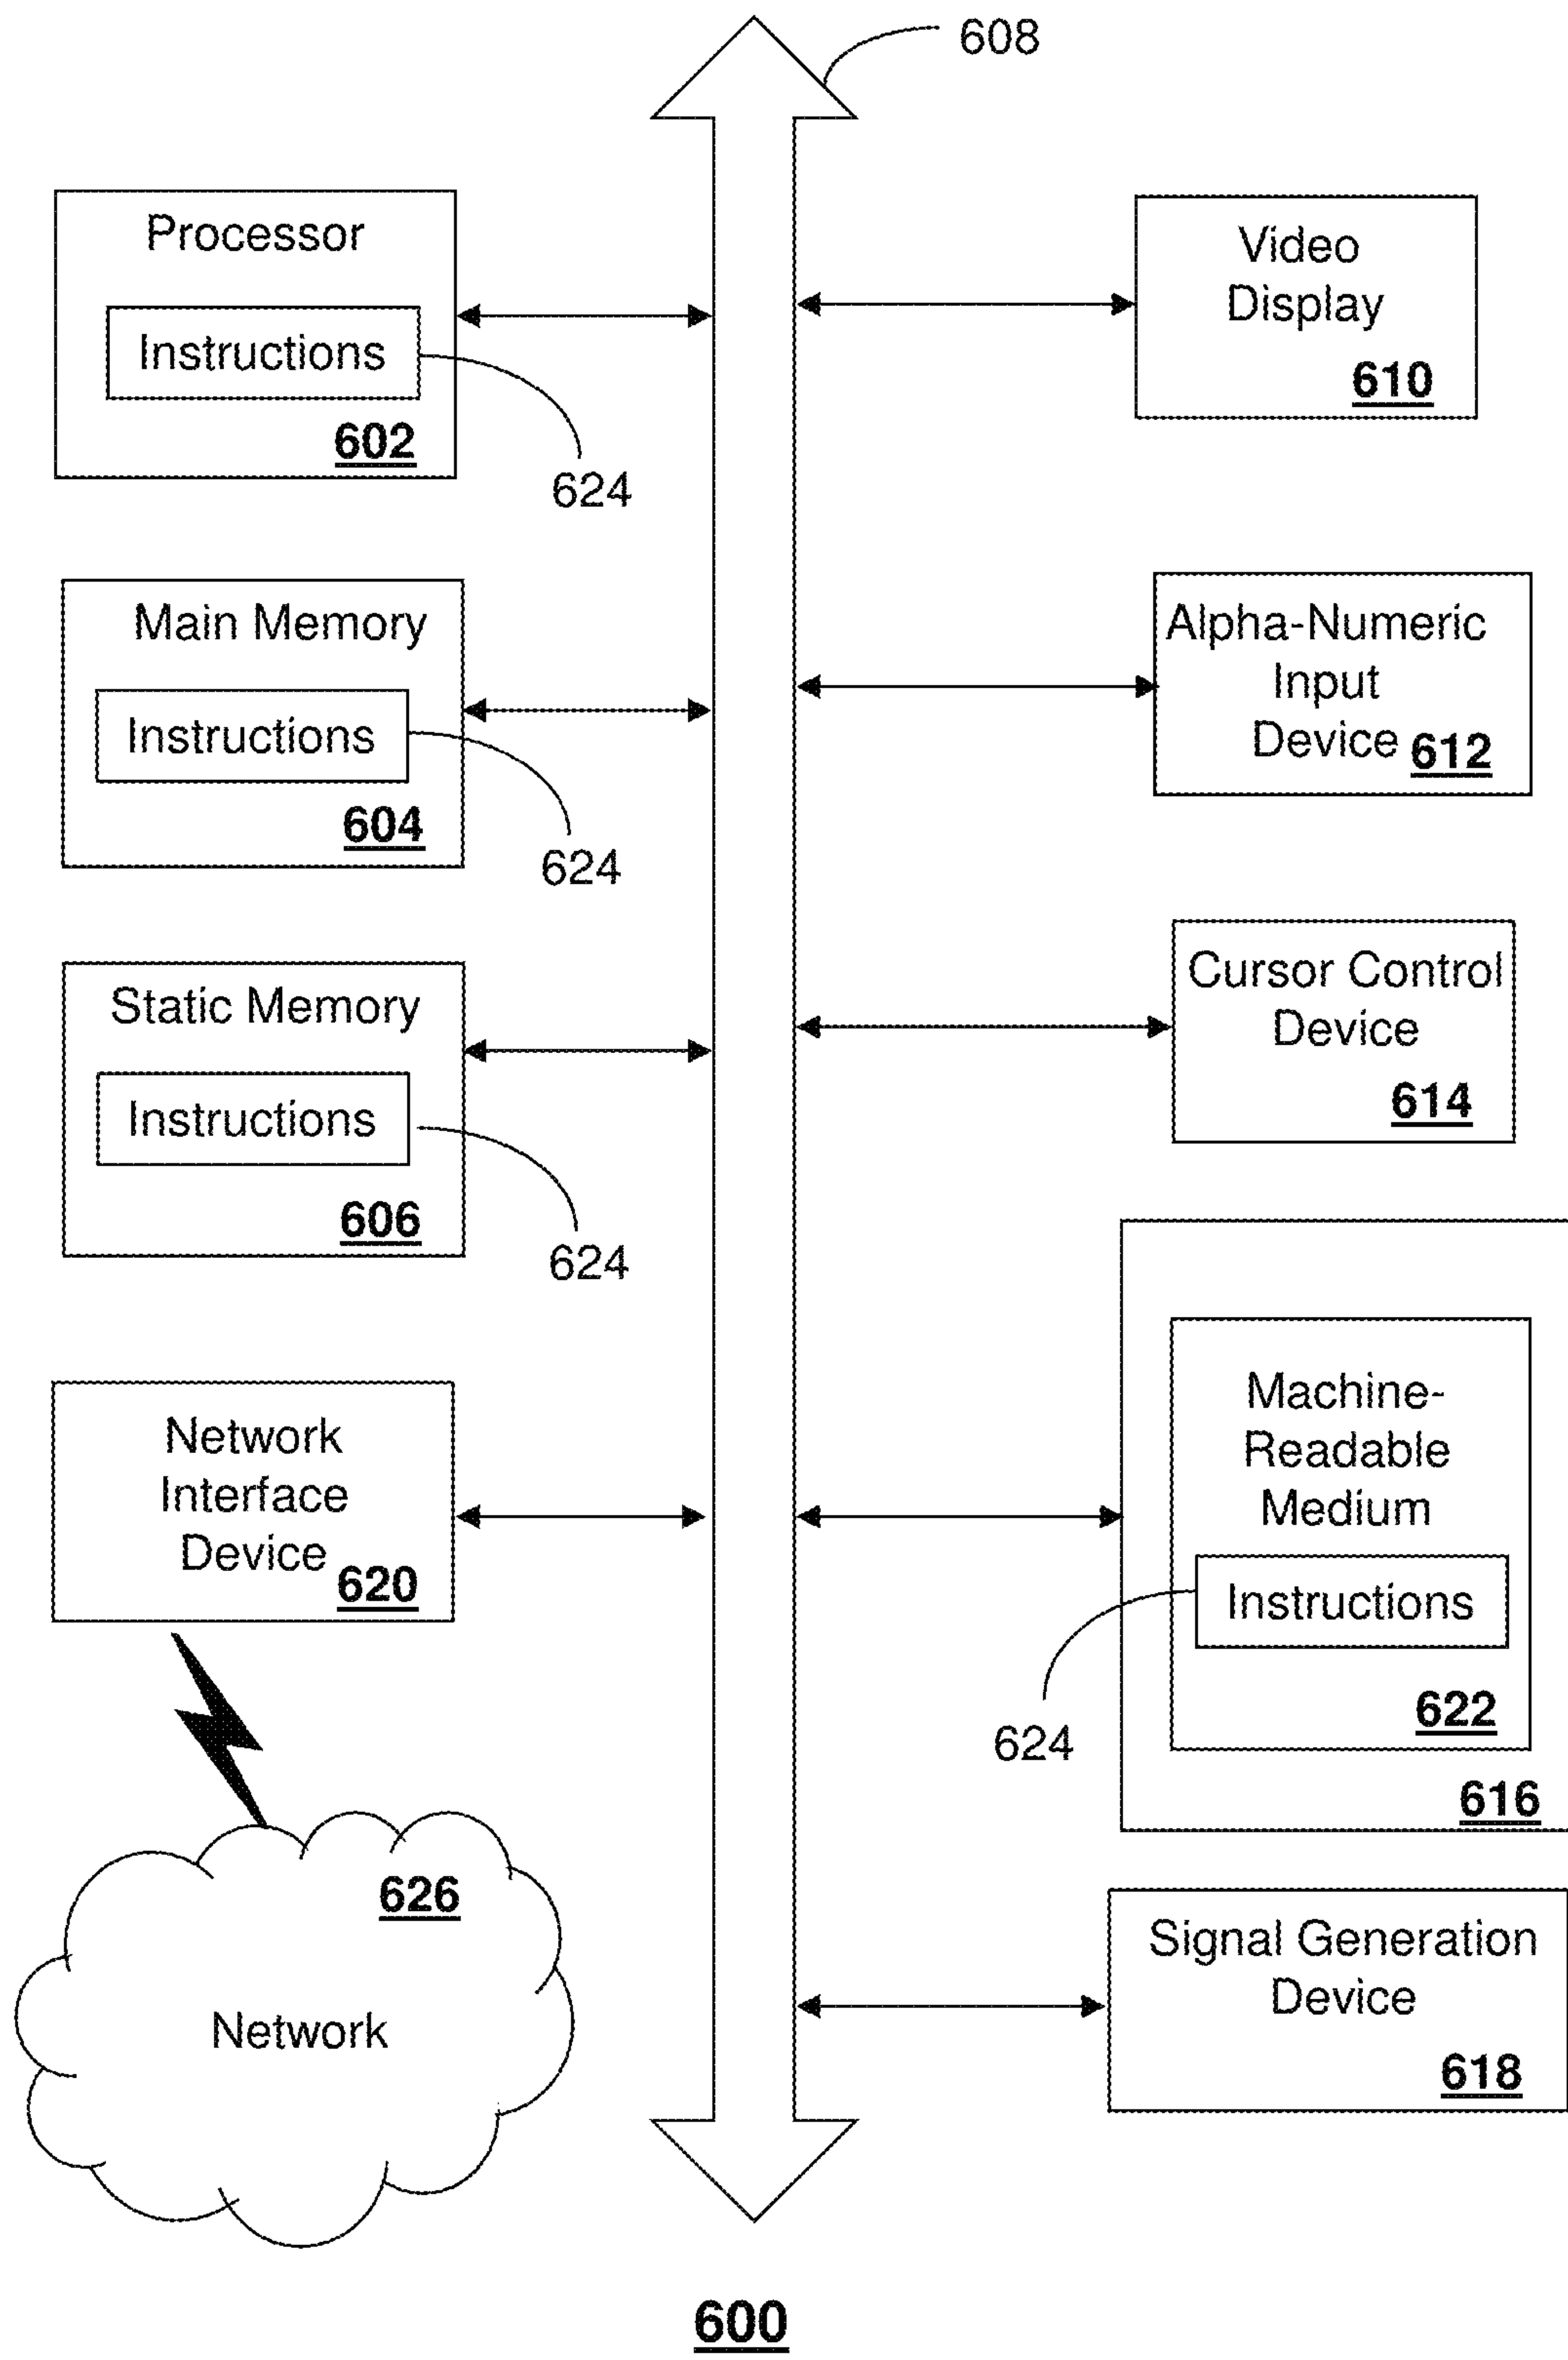 608
Processor
Instructions
602
624
Main Memory
Instructions
604
624
Static Memory
Instructions
606
624
Network
Interface
Device
620
626
Network
Video
Display
610
Alpha-Numeric
Input
Device 612
Cursor Control
Device
614
Machine-
Readable
Medium
Instructions
622
624
616
Signal Generation
Device
618
600